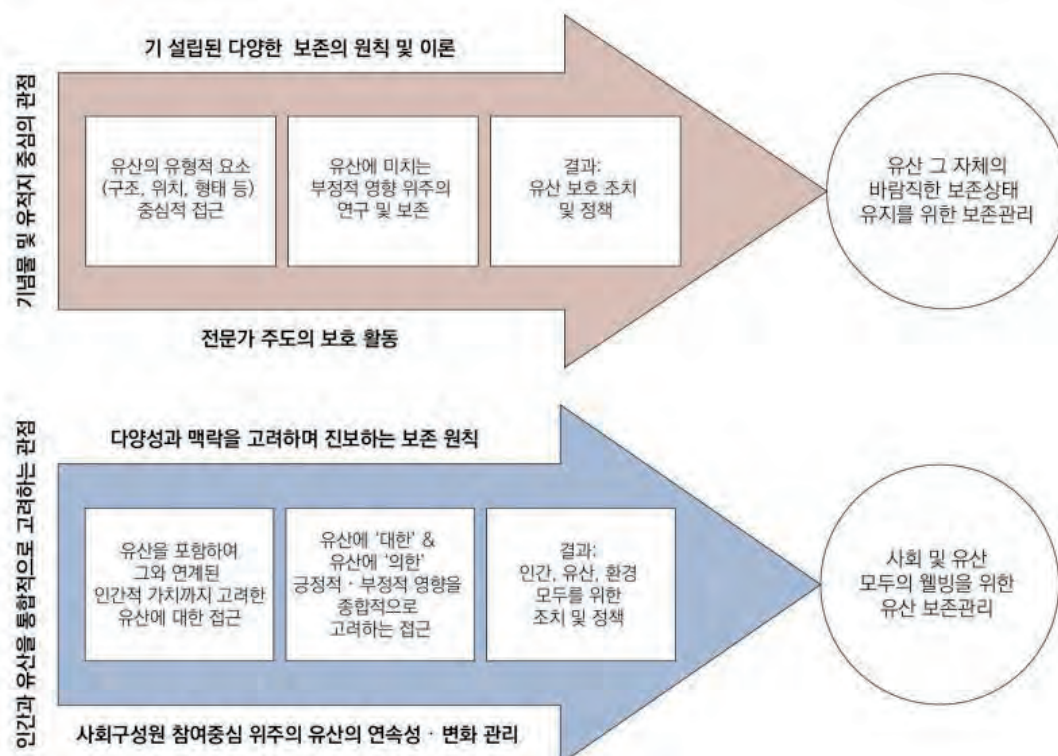 기념물 및 유적지 중심의 관점
기 설립된 다양한 보존의 원칙 및 이론
유산의 유형적 요소
(구조, 위치, 형태 등)
중심적 접근
유산에 미치는
부정적 영향 위주의
연구 및 보존
결과:
유산 보호 조치
및 정책
유산 그 자체의
바람직한 보존상태
유지를 위한 보존관리
전문가 주도의 보호 활동
인간과 유산을 통합적으로 고려하는 관점
다양성과 맥락을 고려하며 진보하는 보존 원칙
유산을 포함하여
그와 연계된
인간적 가치까지 고려한
유산에 대한 접근
유산에 ‘대한’ &
유산에 ‘의한’
긍정적 · 부정적 영향을
종합적으로
고려하는 접근
결과:
인간, 유산, 환경
모두를 위한
조치 및 정책
사회 및 유산
모두의 웰빙을 위한
유산 보존관리
사회구성원 참여중심 위주의 유산의 연속성 · 변화 관리